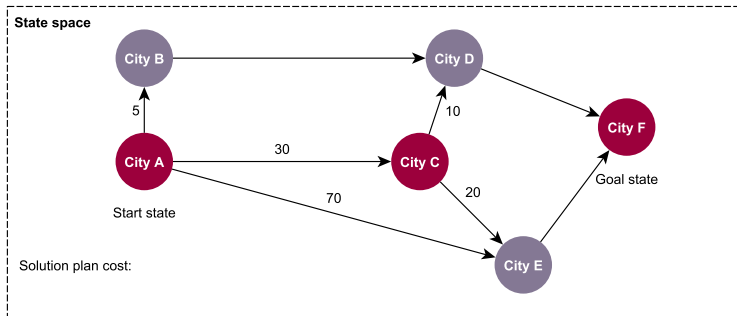 State space
City B
City D
5
10
City F
City A
30
City C
Goal state
70
20
Start state
City E
Solution plan cost: